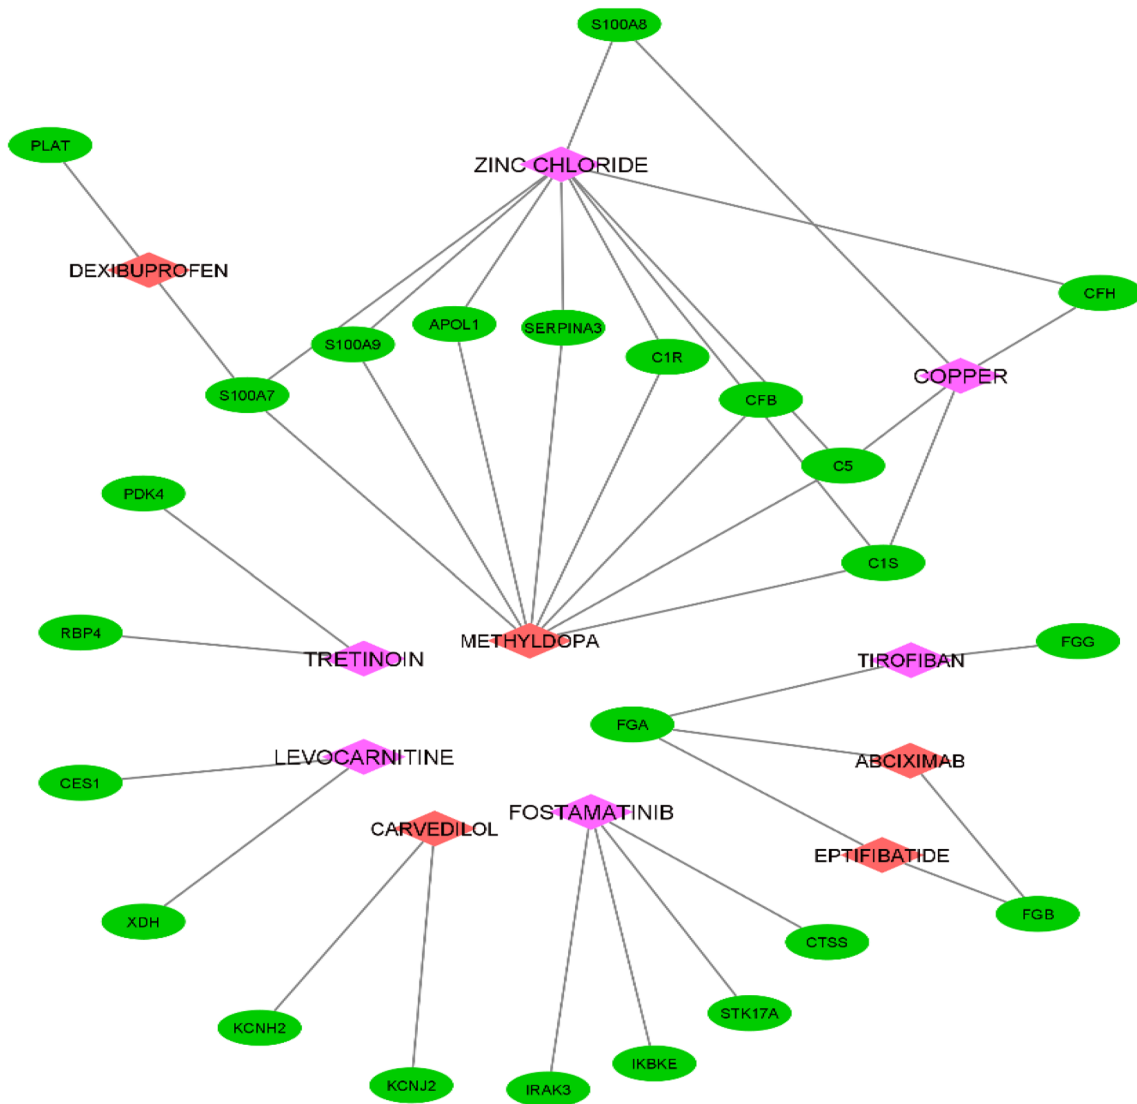 S100A8
PLAT
ZINC CHLORIDE
DEXIBUPROFEN
CFH
APOL1
SERPINA3
S100A9
C1R
COPPER
S100A7
CFB
C5
PDK4
C1S
RBP4
METHYLDOPA
FGG
TRETINOIN
TIROFIBAN
FGA
LEVOCARNITINE
ABCIXIMAB
CES1
FOSTAMATINIB
CARVEDILOL
EPTIFIBATIDE
FGB
XDH
CTSS
STK17A
KCNH2
IKBKE
KCNJ2
IRAK3